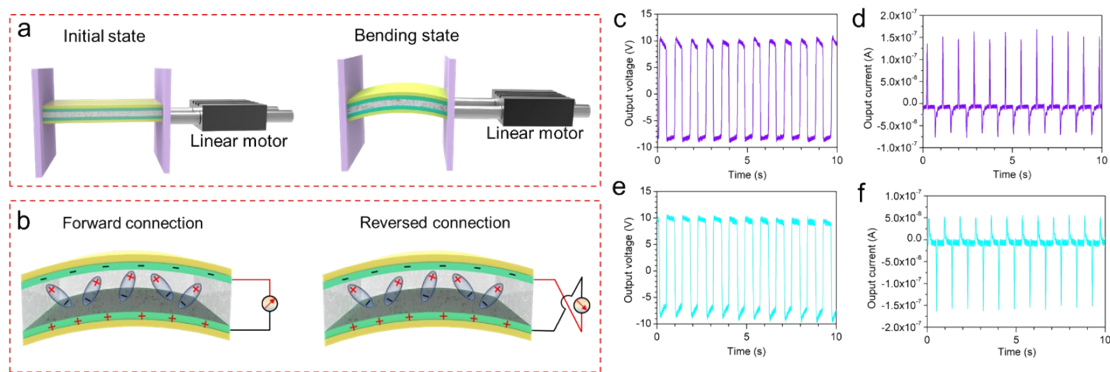 a
Initial state
Bending state
Linear motor
Linear motor
b
Forward connection
Reversed connection
c
Output voltage (V)
15
10
5
0
-5
-10
0
5
10
Time (s)
d
Output current (A)
2.0x10⁻⁷
1.5x10⁻⁷
1.0x10⁻⁷
5.0x10⁻⁸
0.0
-5.0x10⁻⁸
-1.0x10⁻⁷
0
5
10
Time (s)
e
Output voltage (V)
15
10
5
0
-5
-10
0
5
10
Time (s)
f
Ouput current (A)
1.0x10⁻⁷
5.0x10⁻⁸
0.0
-5.0x10⁻⁸
-1.0x10⁻⁷
-1.5x10⁻⁷
-2.0x10⁻⁷
0
5
10
Time (s)